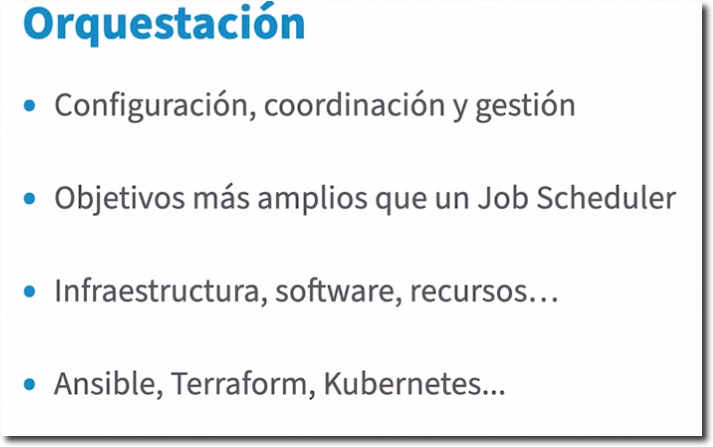 Orquestación
• Configuración, coordinación y gestión
• Objetivos más amplios que un Job Scheduler
• Infraestructura, software, recursos...
• Ansible, Terraform, Kubernetes...